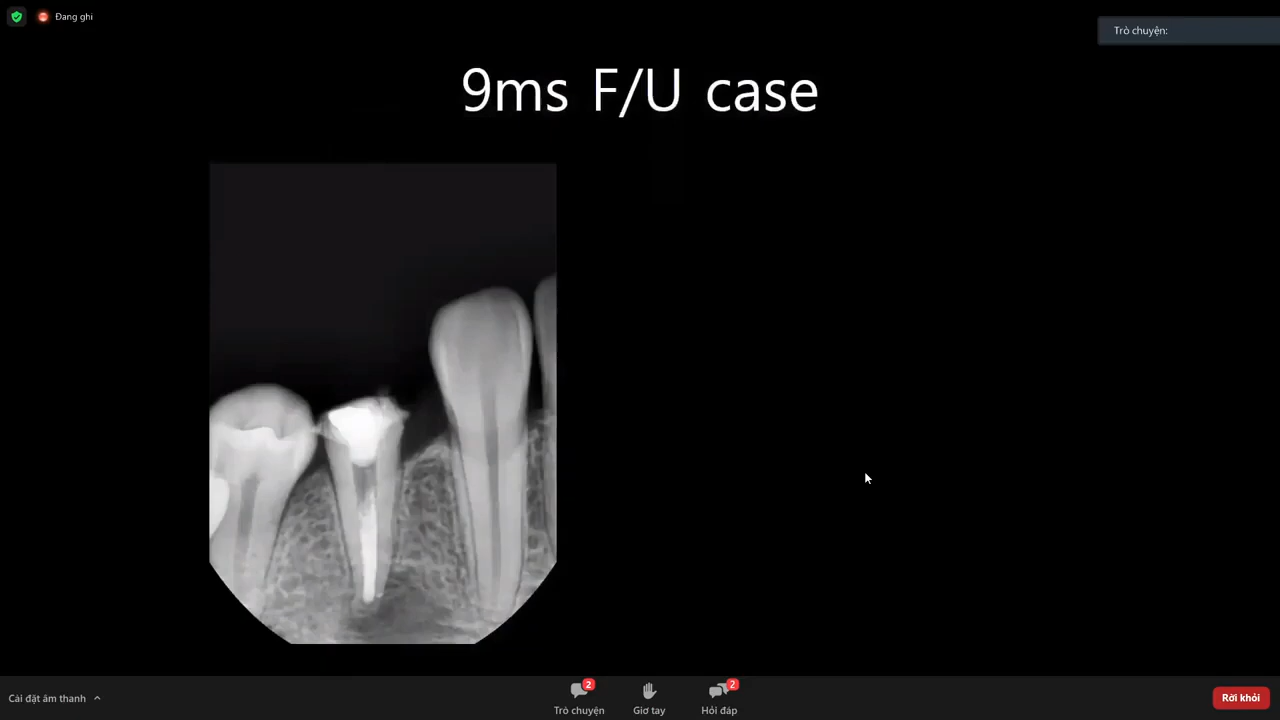 Đang ghi
Trò chuyện:
9ms F/U case
Cài đặt âm thanh
2
Trò chuyện
Giơ tay
2
Hỏi đáp
Rời khỏi